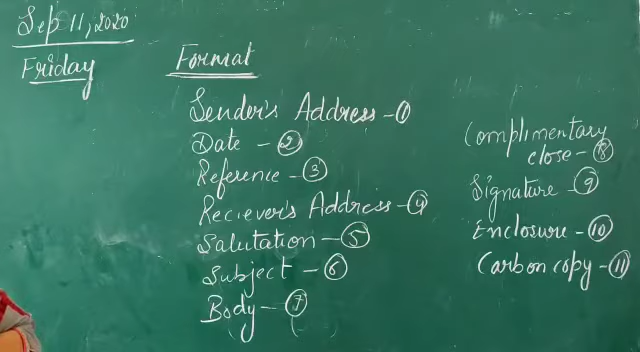 Sep 11, 2020
Friday
Format
Sender's Address - 1
Date - 2
Reference - 3
Reciever's Address - 4
Salutation - 5
Subject - 6
Body - 7
Complimentary
close - 8
Signature - 9
Enclosure - 10
Carbon copy - 11